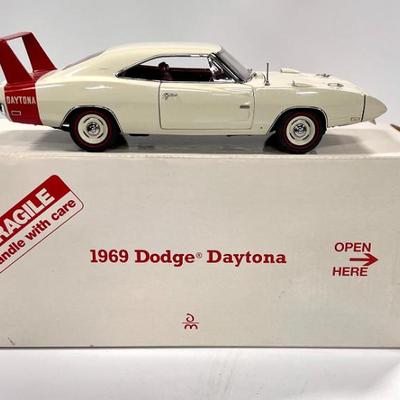 DAYTONA
FRAGILE
handle with care
1969 Dodge® Daytona
OPEN
HERE